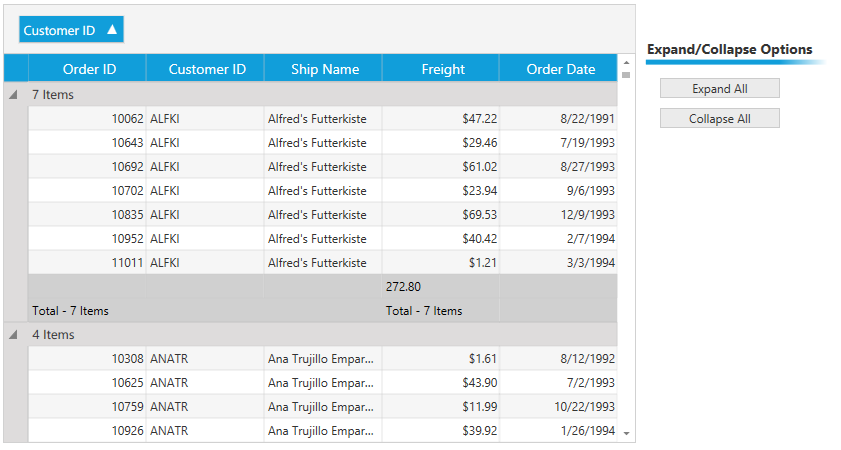 Customer ID
Order ID Customer ID Ship Name Freight Order Date
7 Items
10062 ALFKI Alfred's Futterkiste $47.22 8/22/1991
10643 ALFKI Alfred's Futterkiste $29.46 7/19/1993
10692 ALFKI Alfred's Futterkiste $61.02 8/27/1993
10702 ALFKI Alfred's Futterkiste $23.94 9/6/1993
10835 ALFKI Alfred's Futterkiste $69.53 12/9/1993
10952 ALFKI Alfred's Futterkiste $40.42 2/7/1994
11011 ALFKI Alfred's Futterkiste $1.21 3/3/1994
272.80
Total - 7 Items Total - 7 Items
4 Items
10308 ANATR Ana Trujillo Empar... $1.61 8/12/1992
10625 ANATR Ana Trujillo Empar... $43.90 7/2/1993
10759 ANATR Ana Trujillo Empar... $11.99 10/22/1993
10926 ANATR Ana Trujillo Empar... $39.92 1/26/1994
Expand/Collapse Options
Expand All
Collapse All